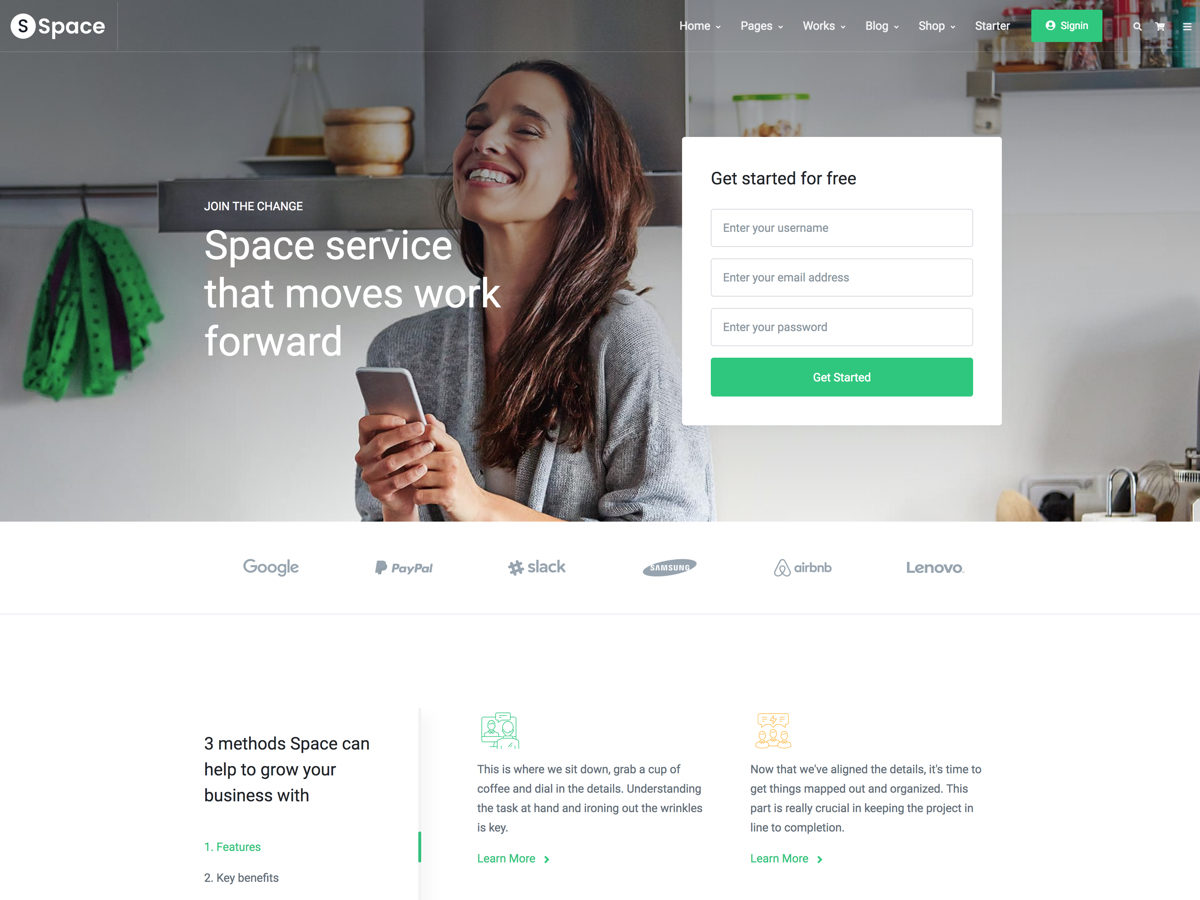 S Space
Home
Pages
Works
Blog
Shop
Starter
Signin
JOIN THE CHANGE
Space service
that moves work
forward
Get started for free
Enter your username
Enter your email address
Enter your password
Get Started
Google
PayPal
slack
SAMSUNG
airbnb
Lenovo
3 methods Space can
help to grow your
business with
1. Features
2. Key benefits
This is where we sit down, grab a cup of
coffee and dial in the details. Understanding
the task at hand and ironing out the wrinkles
is key.
Learn More
Now that we've aligned the details, it's time to
get things mapped out and organized. This
part is really crucial in keeping the project in
line to completion.
Learn More